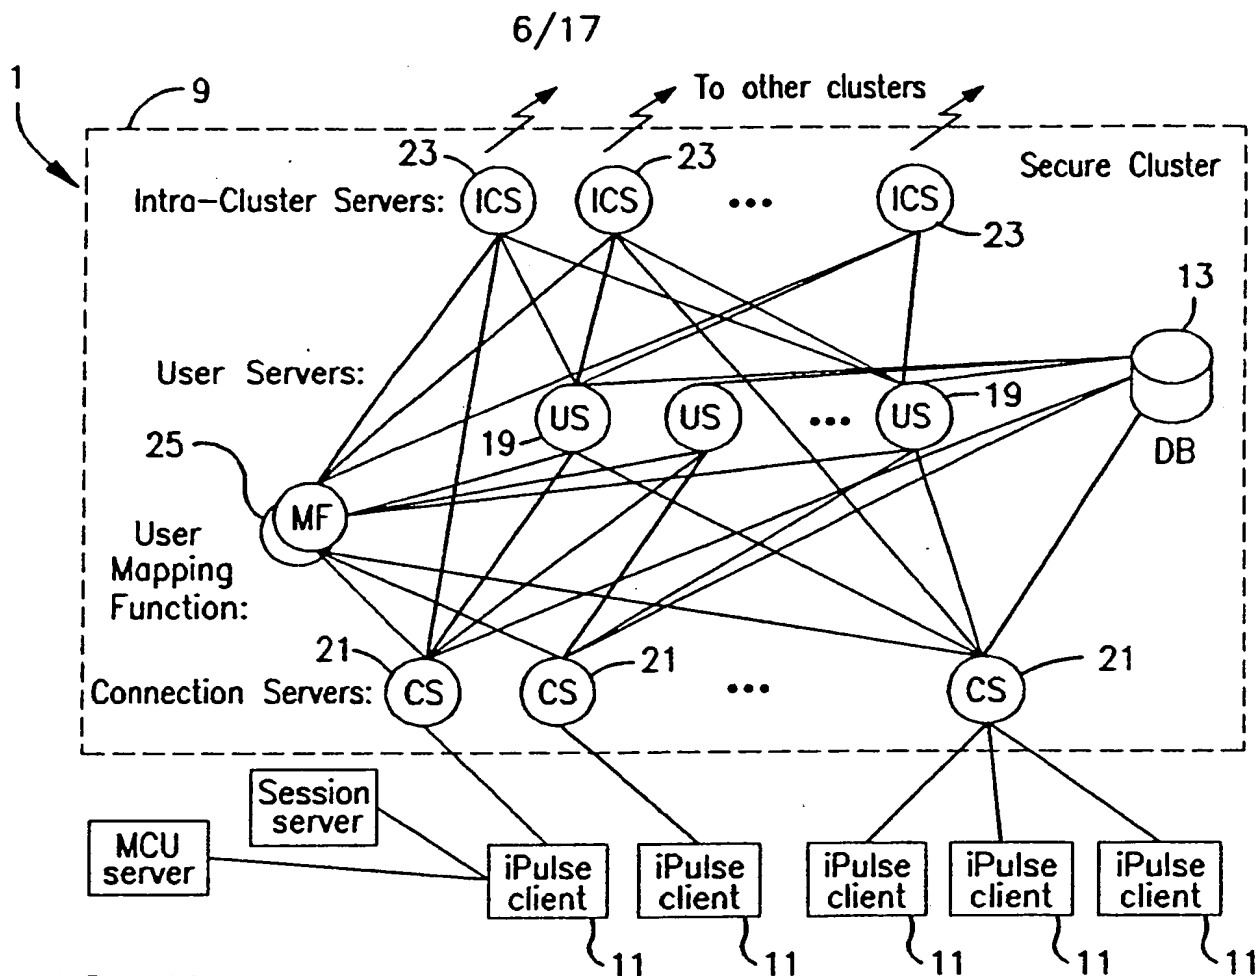 6/17
1
9
To other clusters
23
23
Secure Cluster
Intra-Cluster Servers:
ICS
ICS
•••
ICS
23
13
User Servers:
US
US
•••
US
19
19
DB
25
MF
User
Mapping
Function:
21
21
21
Connection Servers:
CS
CS
•••
CS
Session
server
MCU
server
iPulse
client
iPulse
client
iPulse
client
iPulse
client
iPulse
client
11
11
11
11
11